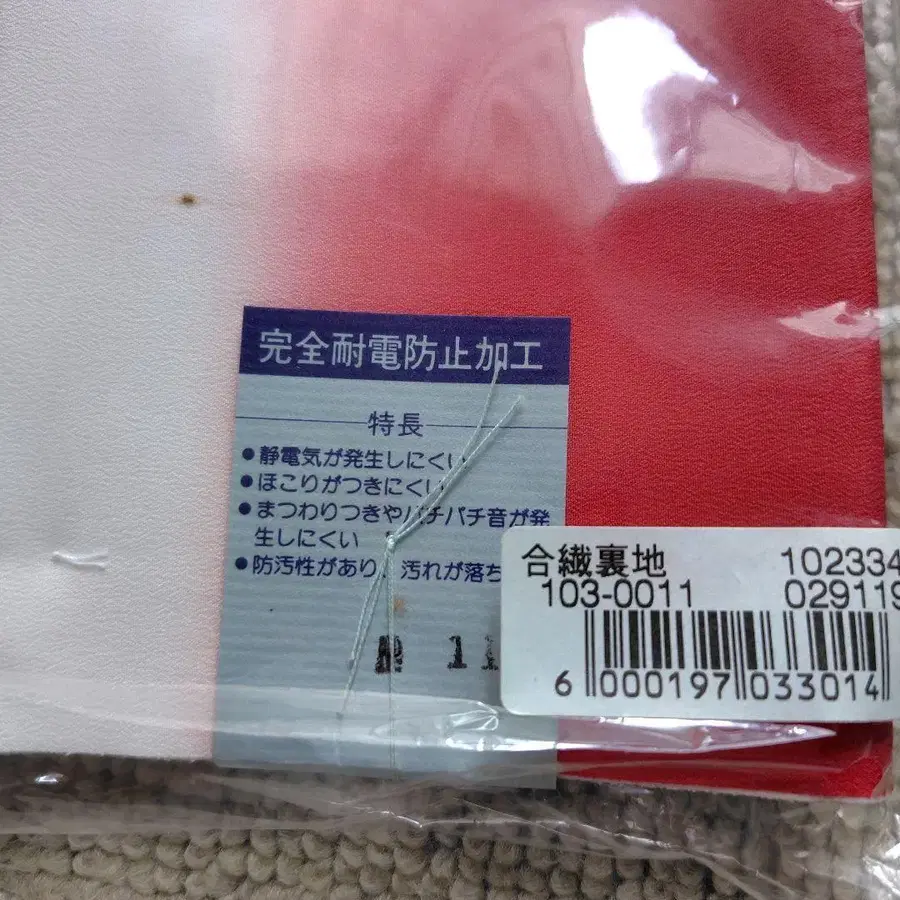 完全耐電防止加工
特長
●静電気が発生しにくい
●ほこりがつきにくい
●まつわりつきやパチパチ音が発
生しにくい
●防汚性があり、汚れが落ち
11
合繊裏地 102334
103-0011 029119
6 000197 033014